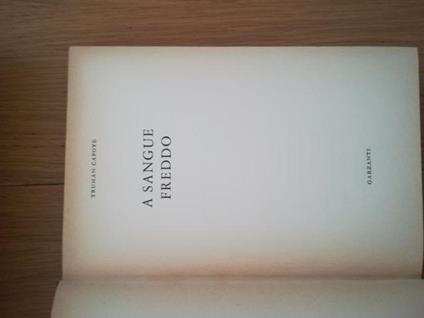 TRUMAN CAPOTE
A SANGUE
FREDDO
GARZANTI